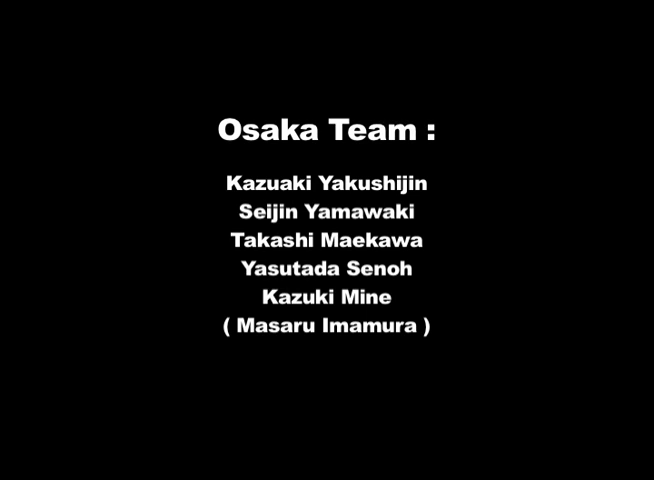 Osaka Team :
Kazuaki Yakushijin
Seijin Yamawaki
Takashi Maekawa
Yasutada Senoh
Kazuki Mine
( Masaru Imamura )